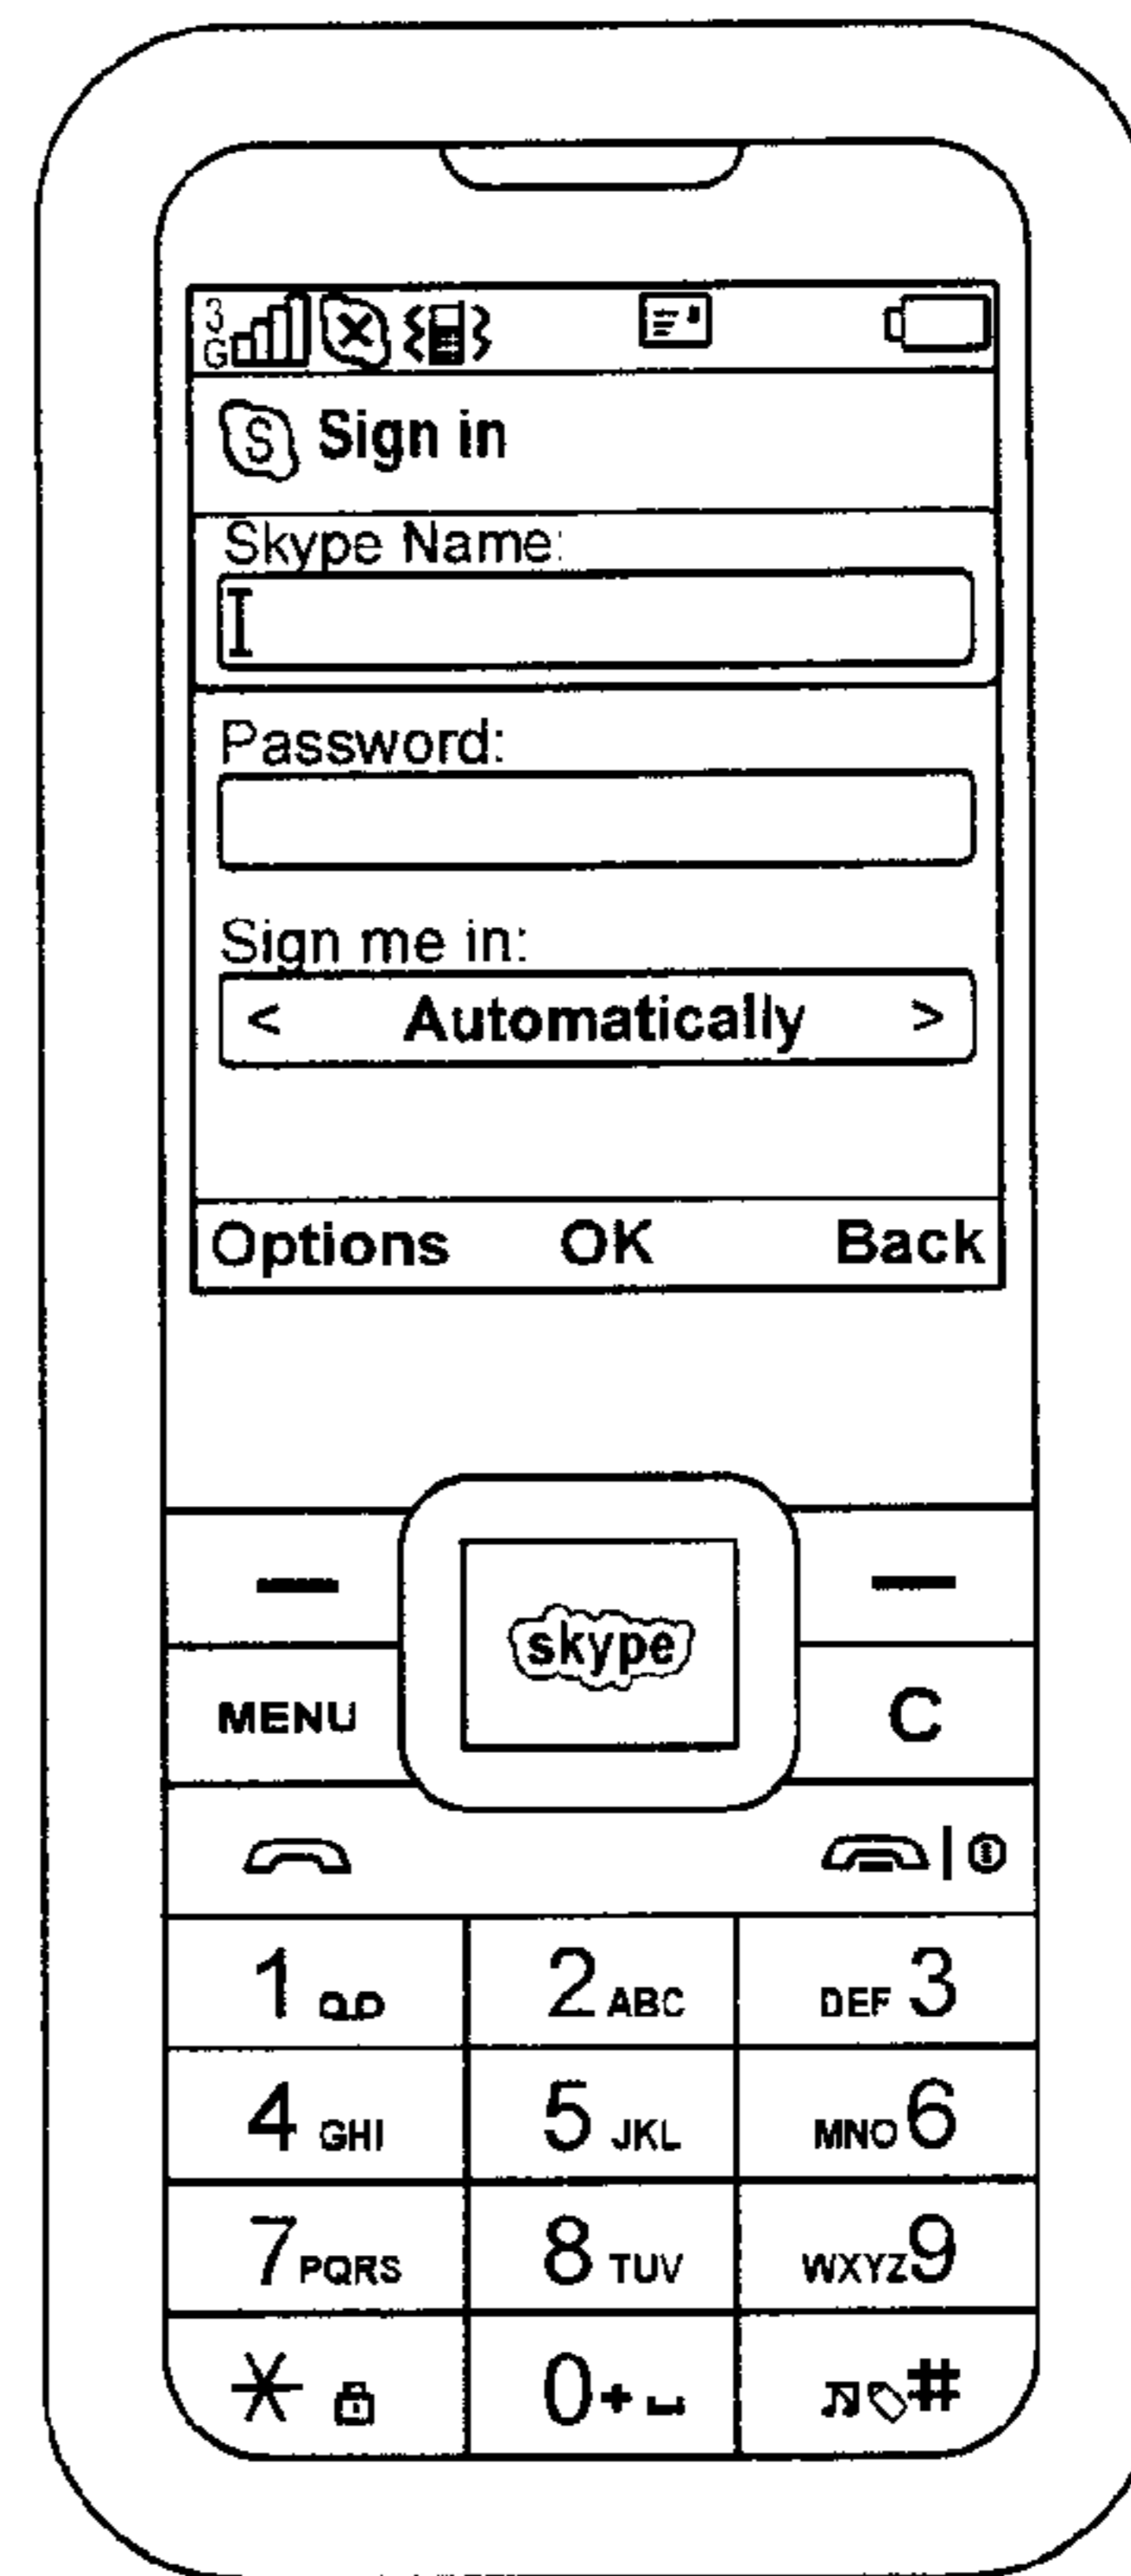 3G
S Sign in
Skype Name:
Password:
Sign me in:
< Automatically >
Options OK Back
skype
MENU C
1 2 ABC DEF 3
4 GHI 5 JKL MNO 6
7 PQRS 8 TUV WXYZ 9
* 0 + #